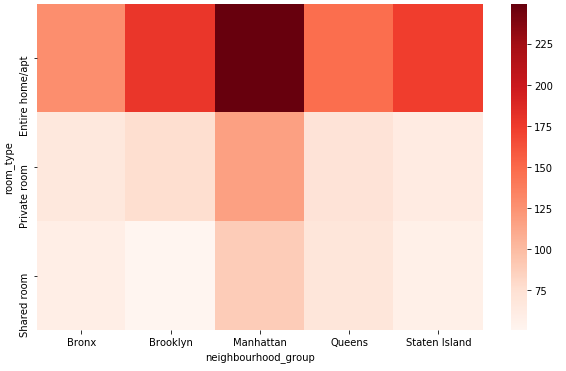 room_type
Entire home/apt
Private room
Shared room
Bronx
Brooklyn
Manhattan
Queens
Staten Island
neighbourhood_group
225
200
175
150
125
100
75